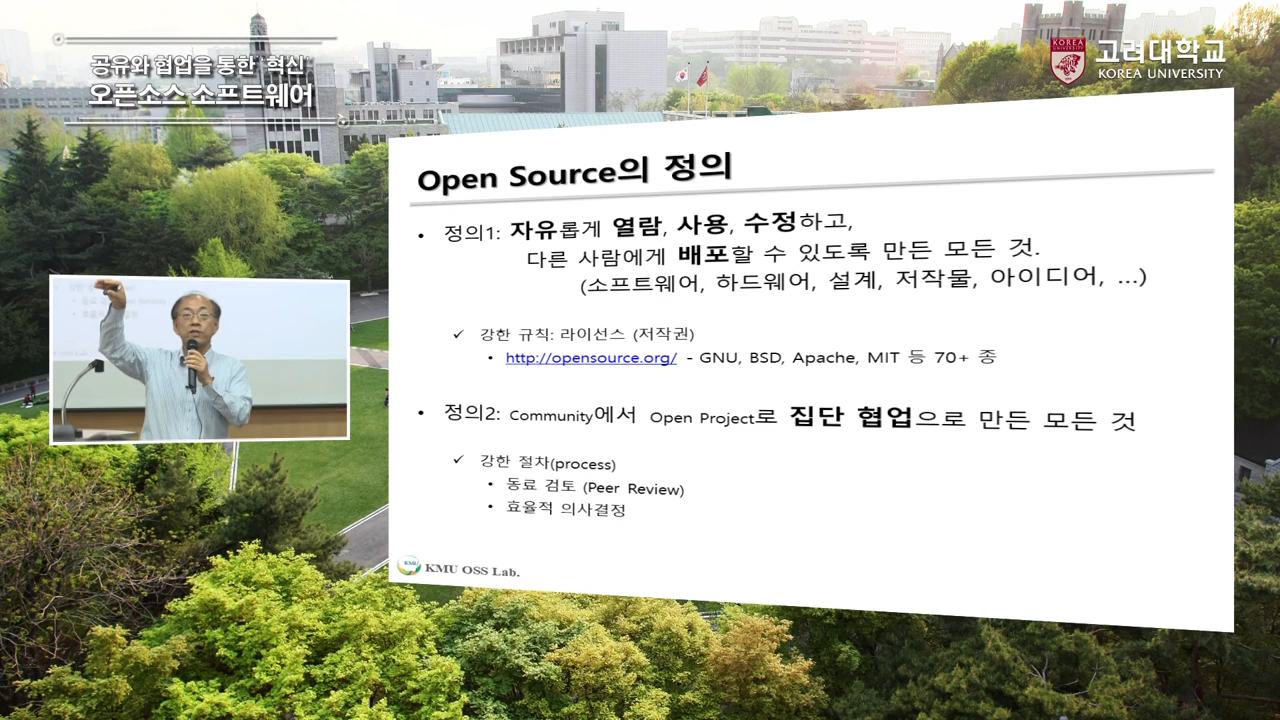 공유와 협업을 통한 혁신
오픈소스 소프트웨어
KOREA
UNIVERSITY
고려대학교
KOREA UNIVERSITY
Open Source의 정의
• 정의1: 자유롭게 열람, 사용, 수정하고,
다른 사람에게 배포할 수 있도록 만든 모든 것.
(소프트웨어, 하드웨어, 설계, 저작물, 아이디어, ...)
✓ 강한 규칙: 라이선스 (저작권)
• http://opensource.org/ - GNU, BSD, Apache, MIT 등 70+ 종
• 정의2: Community에서 Open Project로 집단 협업으로 만든 모든 것
✓ 강한 절차(process)
• 동료 검토 (Peer Review)
• 효율적 의사결정
KMU
KMU OSS Lab.